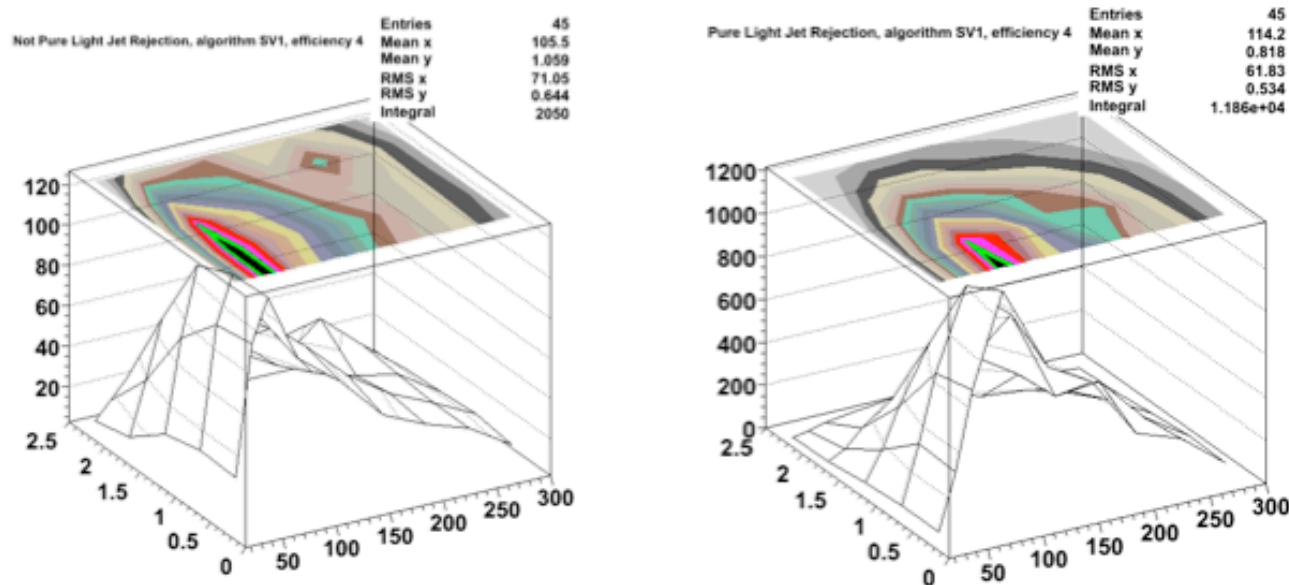 Not Pure Light Jet Rejection, algorithm SV1, efficiency 4
Entries 45
Mean x 105.5
Mean y 1.059
RMS x 71.05
RMS y 0.644
Integral 2050
120
100
80
60
40
20
2.5
2
1.5
1
0.5
0
50
100
150
200
250
300
Pure Light Jet Rejection, algorithm SV1, efficiency 4
Entries 45
Mean x 114.2
Mean y 0.818
RMS x 61.83
RMS y 0.534
Integral 1.186e+04
1200
1000
800
600
400
200
0
2.5
2
1.5
1
0.5
0
50
100
150
200
250
300